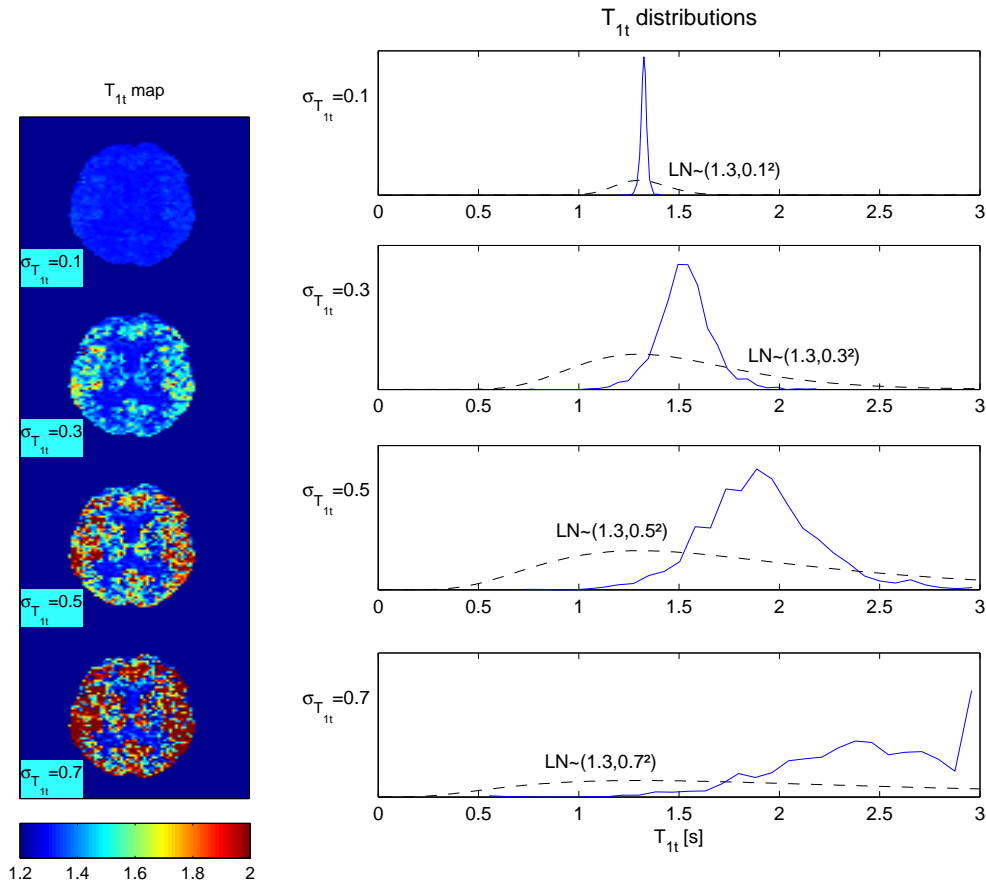 T1t distributions
T1t map
σT1t=0.1
σT1t=0.3
σT1t=0.5
σT1t=0.7
1.2 1.4 1.6 1.8 2
σT1t=0.1
LN~(1.3,0.1²)
0 0.5 1 1.5 2 2.5 3
σT1t=0.3
LN~(1.3,0.3²)
0 0.5 1 1.5 2 2.5 3
σT1t=0.5
LN~(1.3,0.5²)
0 0.5 1 1.5 2 2.5 3
σT1t=0.7
LN~(1.3,0.7²)
0 0.5 1 1.5 2 2.5 3
T1t [s]